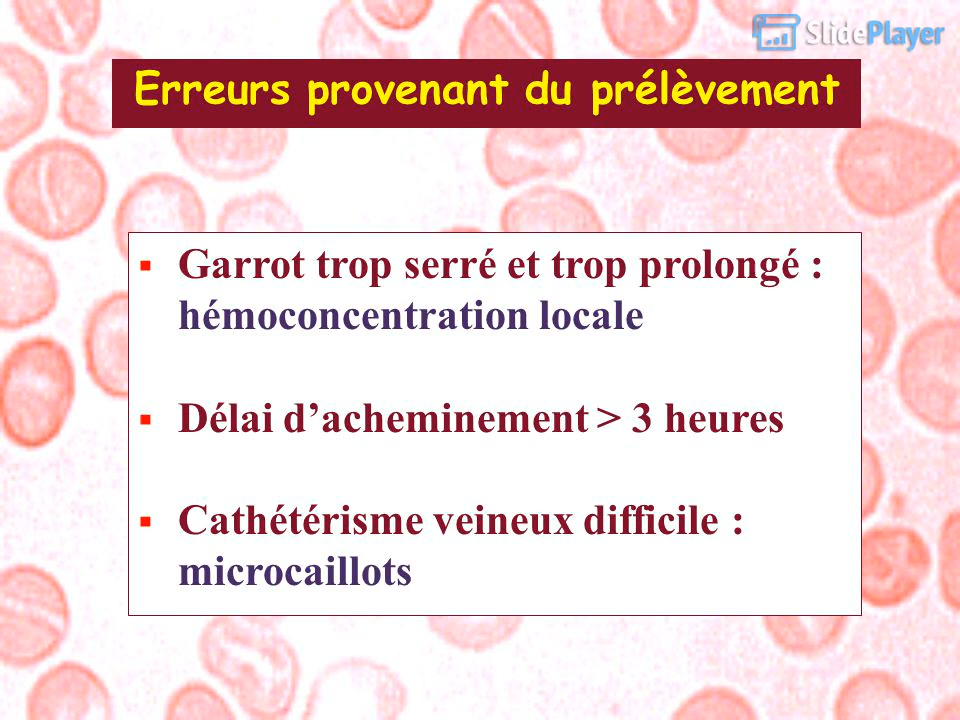 SlidePlayer
Erreurs provenant du prélèvement
▪ Garrot trop serré et trop prolongé :
hémoconcentration locale
▪ Délai d’acheminement > 3 heures
▪ Cathétérisme veineux difficile :
microcaillots